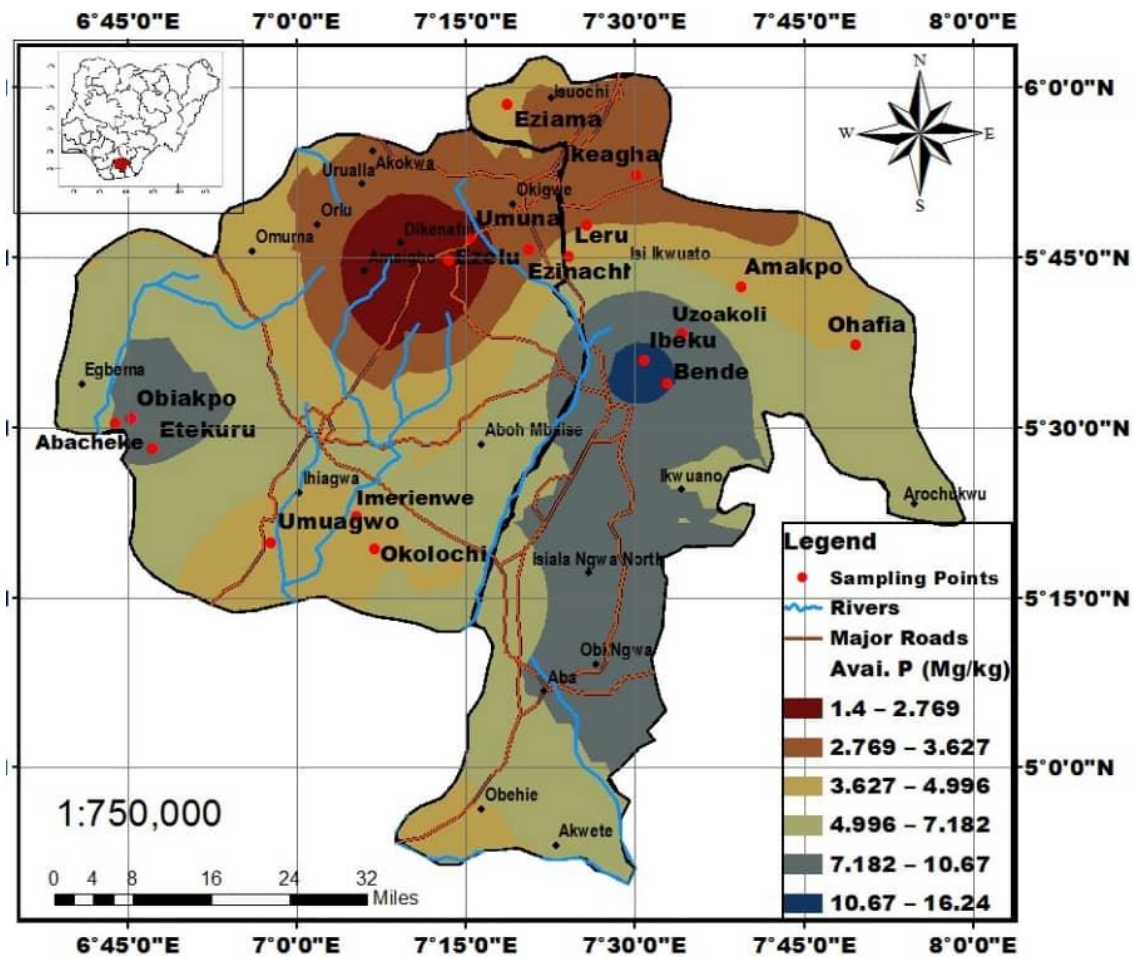 6°45'0"E 7°0'0"E 7°15'0"E 7°30'0"E 7°45'0"E 8°0'0"E
N
W E
S
6°0'0"N
Isuochi
Eziama
Ikeagha
Akokwa
Urualla
Okigwe
Orlu
Umuna
Leru
Omurna
Amaigbo
Ezinachi
Isi Ikwuato
5°45'0"N
Amakpo
Uzoakoli
Ohafia
Ibeku
Bende
Egberna
Obiakpo
5°30'0"N
Abacheke
Etekuru
Aboh Mbaise
Ihiagwa
Ikwuano
Arochukwu
Imerienwe
Umuagwo
Okolochi
Isiala Ngwa North
5°15'0"N
Obi Ngwa
Aba
5°0'0"N
Obehie
Akwete
Legend
Sampling Points
Rivers
Major Roads
Avai. P (Mg/kg)
1.4 – 2.769
2.769 – 3.627
3.627 – 4.996
4.996 – 7.182
7.182 – 10.67
10.67 – 16.24
1:750,000
0 4 8 16 24 32
Miles
6°45'0"E 7°0'0"E 7°15'0"E 7°30'0"E 7°45'0"E 8°0'0"E